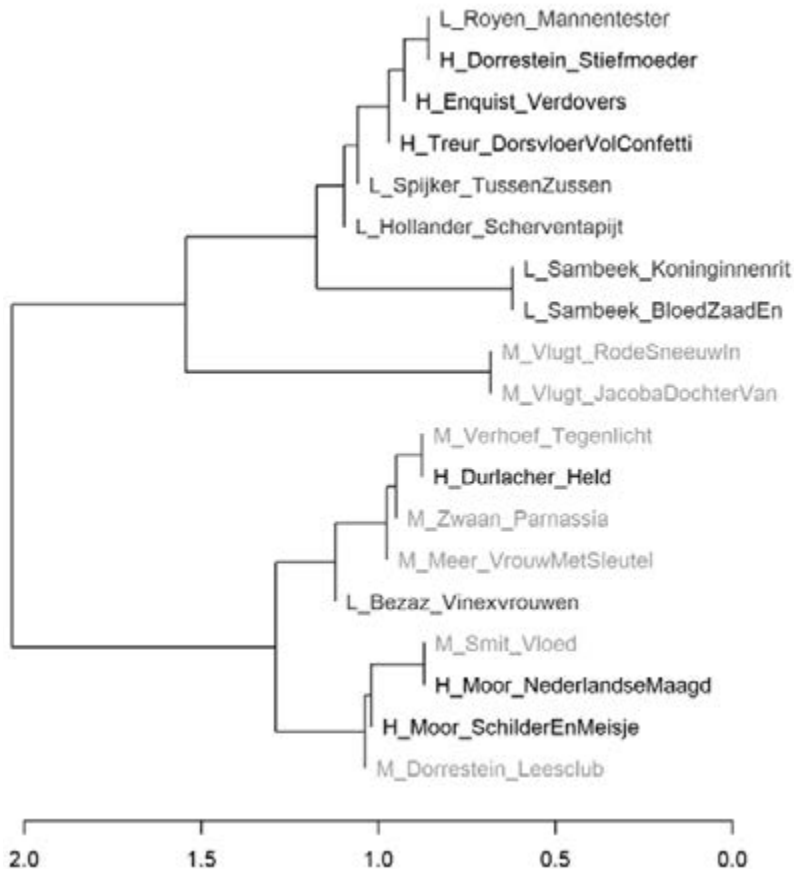 L_Royen_Mannentester
H_Dorrestein_Stiefmoeder
H_Enquist_Verdovers
H_Treur_DorsvloerVolConfetti
L_Spijker_TussenZussen
L_Hollander_Scherventapijt
L_Sambeek_Koninginnenrit
L_Sambeek_BloedZaadEn
M_Vlugt_RodeSneeuwIn
M_Vlugt_JacobaDochterVan
M_Verhoef_Tegenlicht
H_Durlacher_Held
M_Zwaan_Parnassia
M_Meer_VrouwMetSleutel
L_Bezaz_Vinexvrouwen
M_Smit_Vloed
H_Moor_NederlandseMaagd
H_Moor_SchilderEnMeisje
M_Dorrestein_Leesclub
2.0 1.5 1.0 0.5 0.0